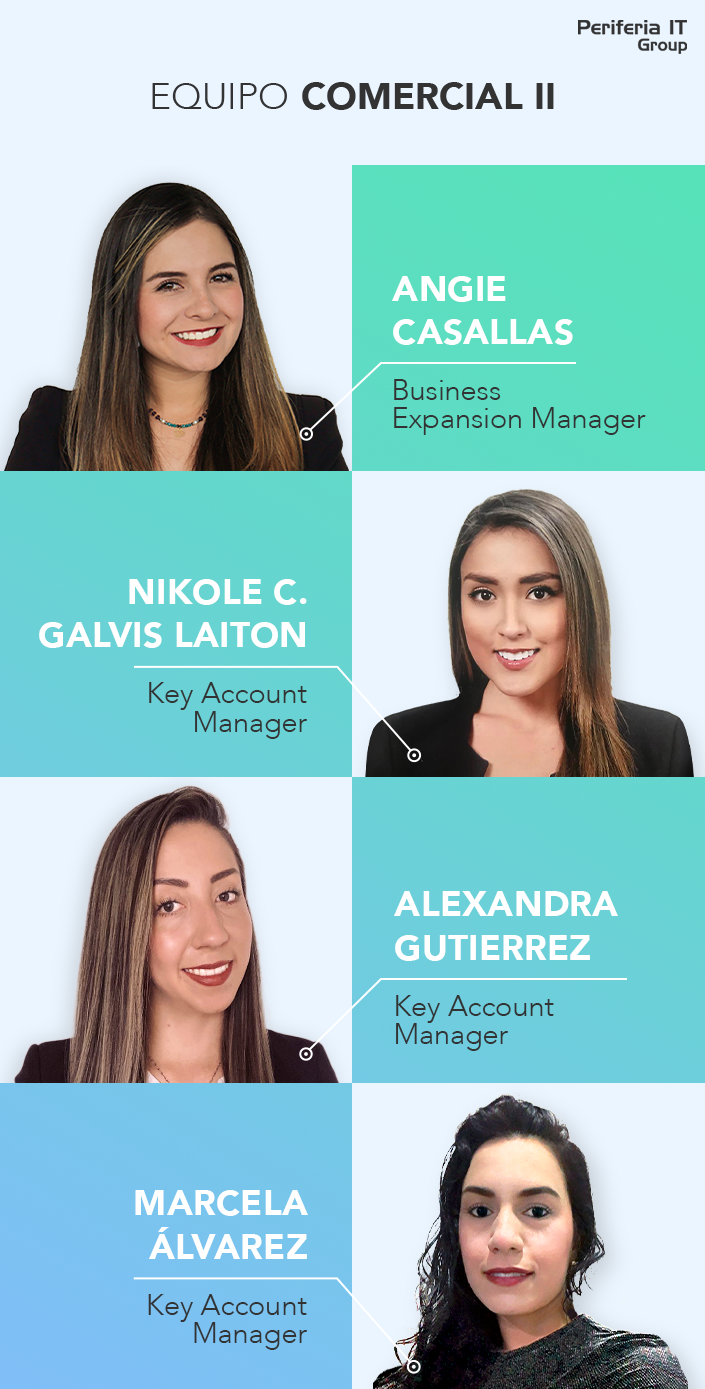 Periferia IT
Group
EQUIPO COMERCIAL II
ANGIE
CASALLAS
Business
Expansion Manager
NIKOLE C.
GALVIS LAITON
Key Account
Manager
ALEXANDRA
GUTIERREZ
Key Account
Manager
MARCELA
ÁLVAREZ
Key Account
Manager